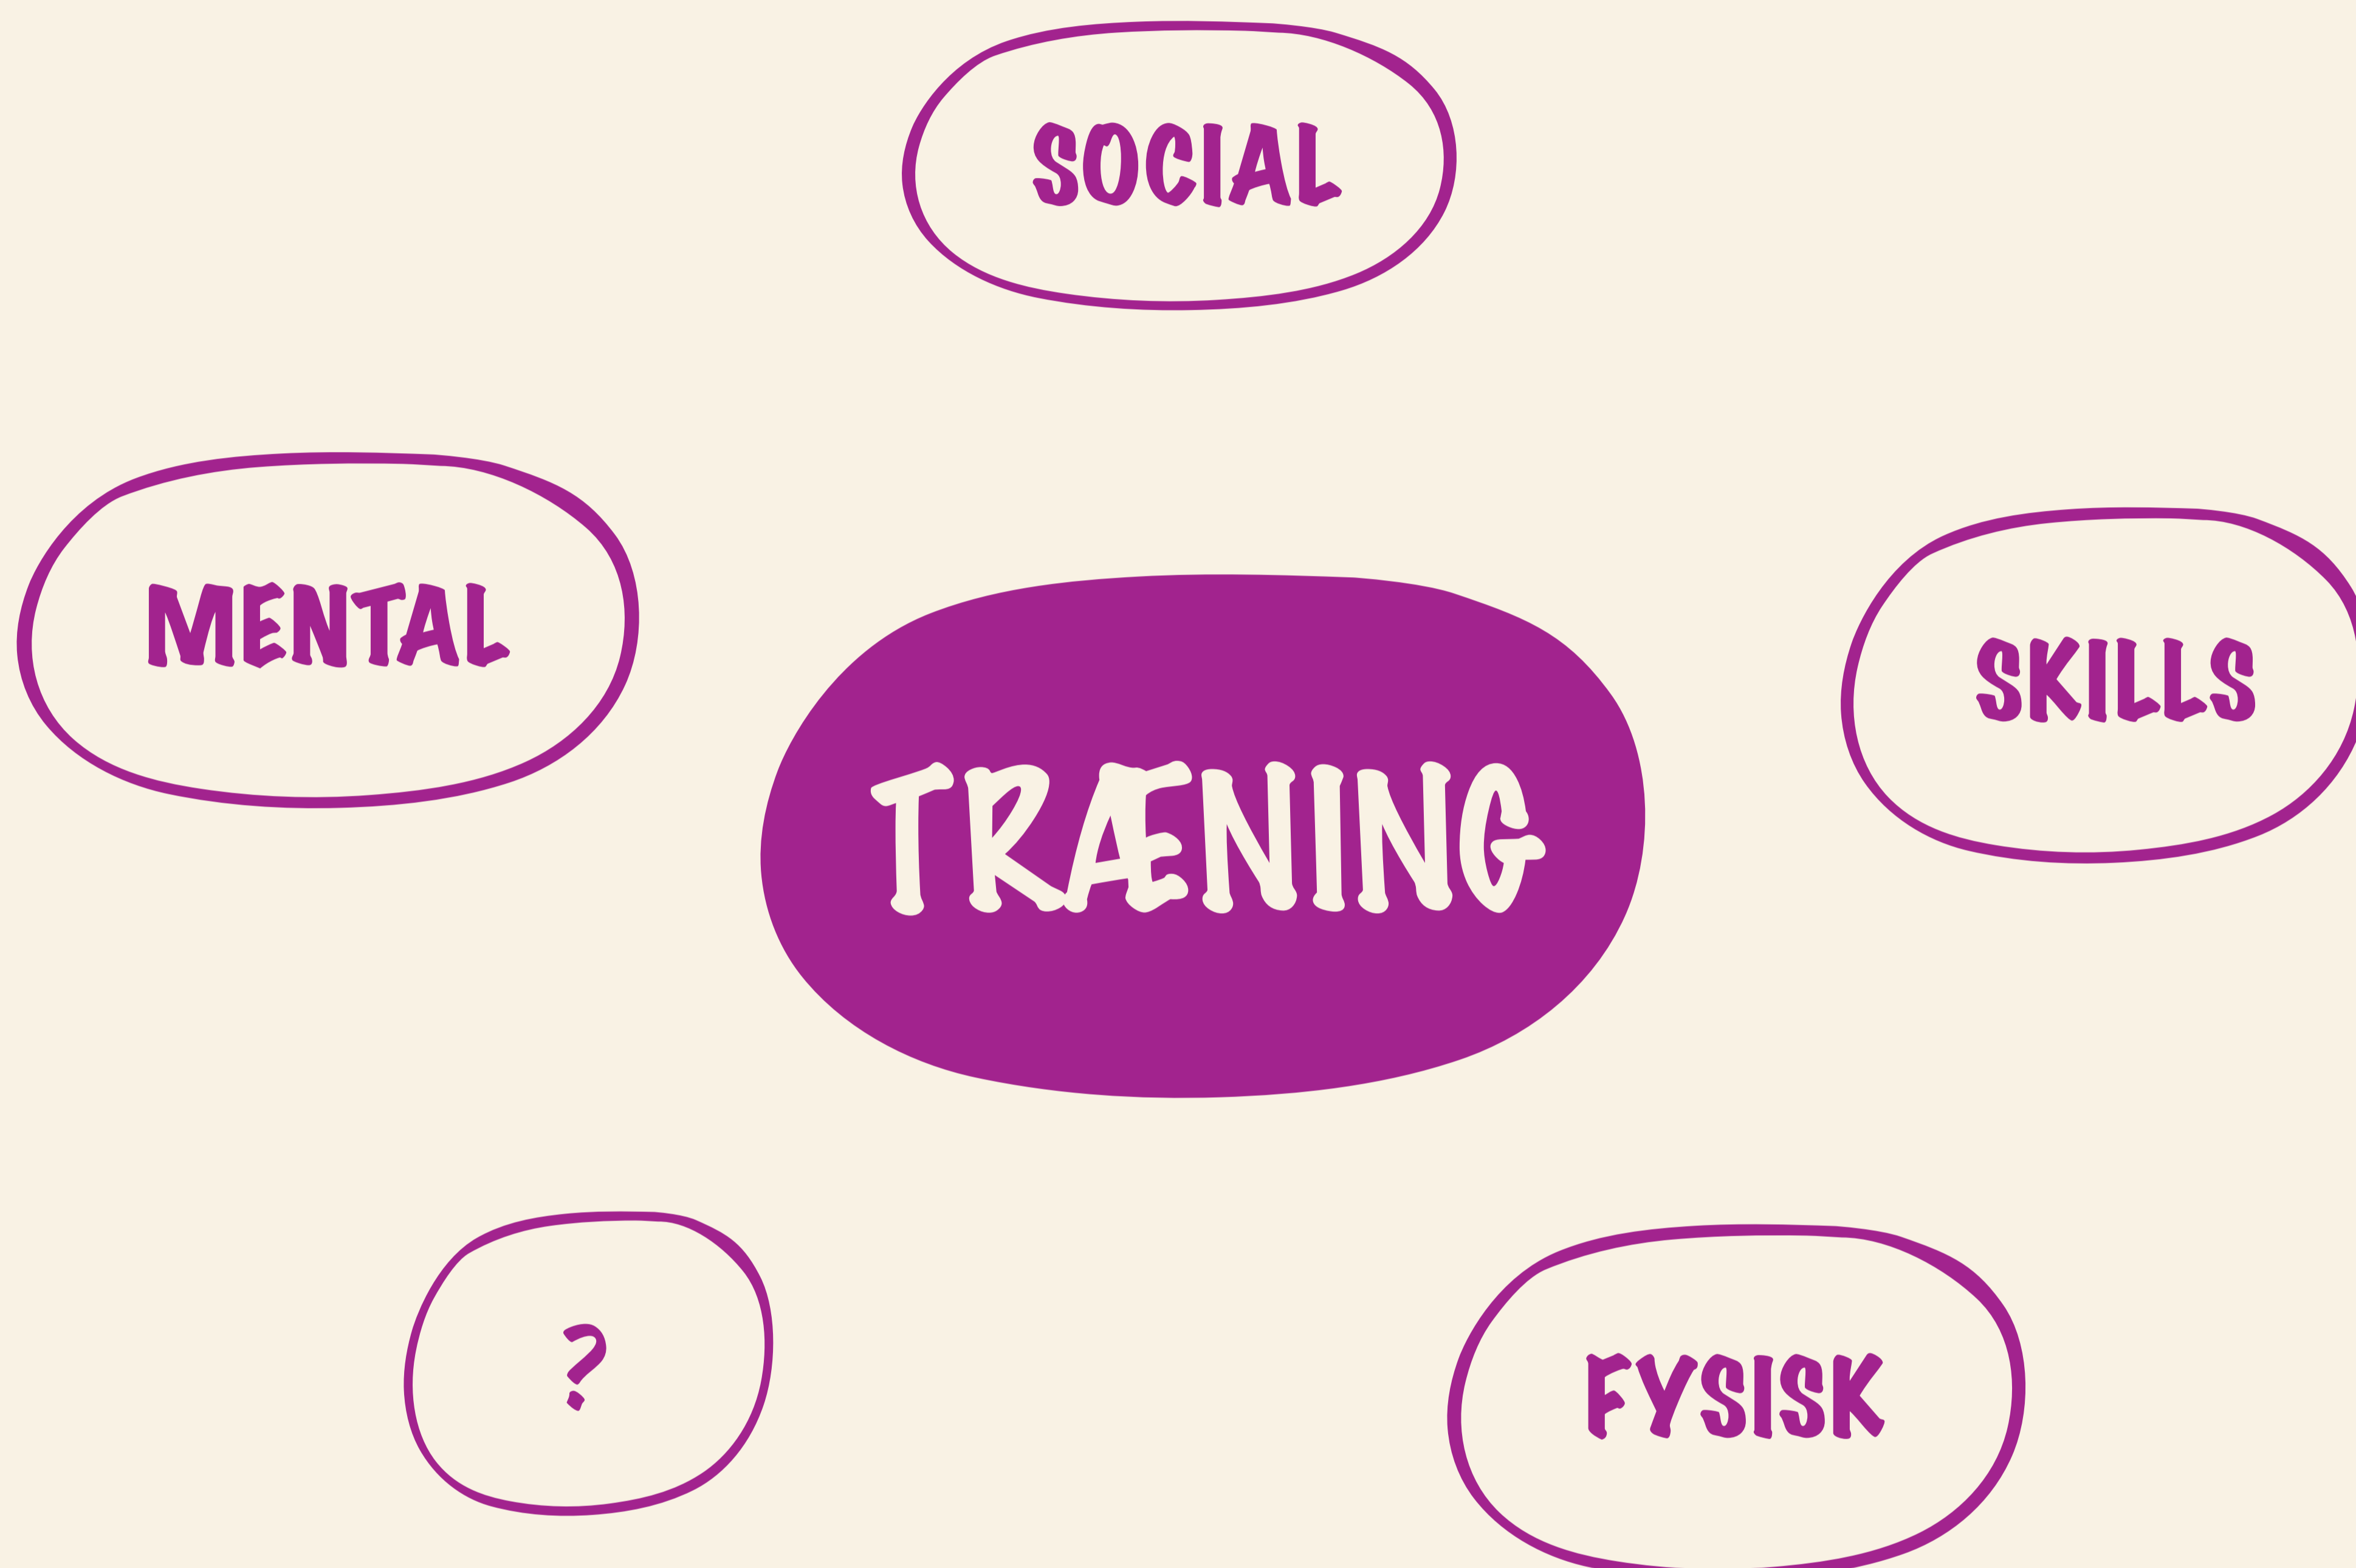 SOCIAL
MENTAL
SKILLS
TRÆNING
?
FYSISK